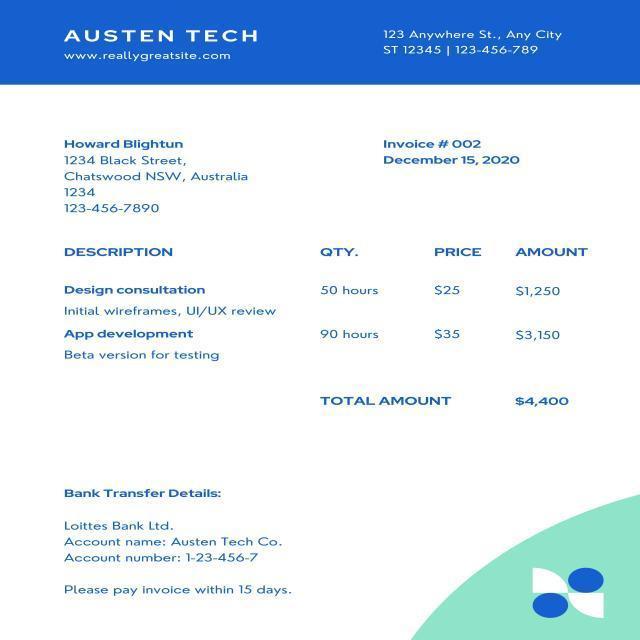 AUSTEN TECH
www.reallygreatsite.com
123 Anywhere St., Any City
ST 12345 | 123-456-789
Howard Blightun
1234 Black Street,
Chatswood NSW, Australia
1234
123-456-7890
Invoice # 002
December 15, 2020
DESCRIPTION QTY. PRICE AMOUNT
Design consultation 50 hours $25 $1,250
Initial wireframes, UI/UX review
App development 90 hours $35 $3,150
Beta version for testing
TOTAL AMOUNT $4,400
Bank Transfer Details:
Loittes Bank Ltd.
Account name: Austen Tech Co.
Account number: 1-23-456-7
Please pay invoice within 15 days.